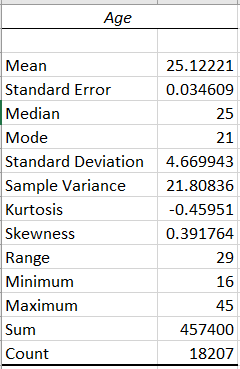 Age
Mean 25.12221
Standard Error 0.034609
Median 25
Mode 21
Standard Deviation 4.669943
Sample Variance 21.80836
Kurtosis -0.45951
Skewness 0.391764
Range 29
Minimum 16
Maximum 45
Sum 457400
Count 18207